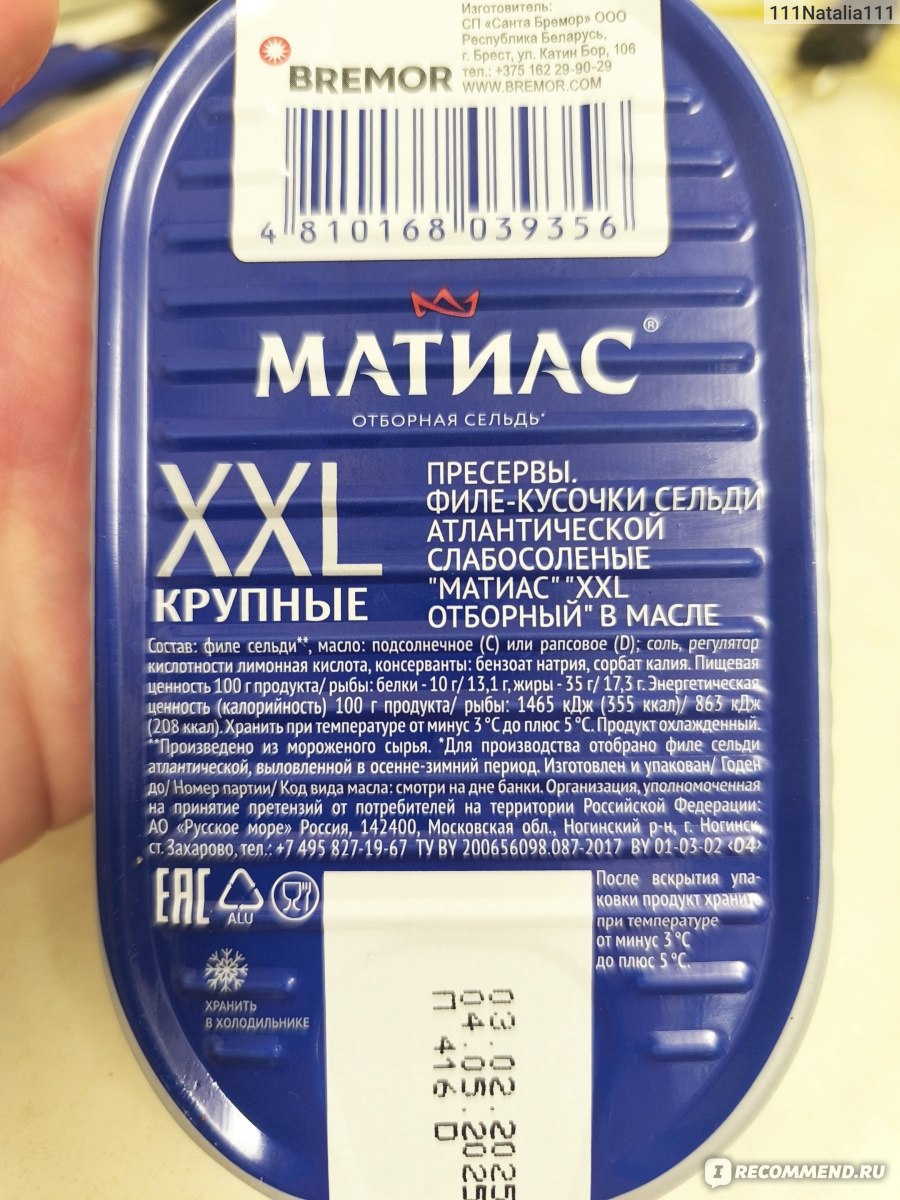 111Natalia111
Изготовитель:
СП «Санта Бремор» ООО
Республика Беларусь,
г. Брест, ул. Катин Бор, 106
тел.: +375 162 29-90-29
WWW.BREMOR.COM
BREMOR
4 810168 039356
МАТИАС®
ОТБОРНАЯ СЕЛЬДЬ*
XXL
КРУПНЫЕ
ПРЕСЕРВЫ.
ФИЛЕ-КУСОЧКИ СЕЛЬДИ
АТЛАНТИЧЕСКОЙ
СЛАБОСОЛЕНЫЕ
"МАТИАС" "XXL
ОТБОРНЫЙ" В МАСЛЕ
Состав: филе сельди**, масло: подсолнечное (С) или рапсовое (D); соль, регулятор
кислотности лимонная кислота, консерванты: бензоат натрия, сорбат калия. Пищевая
ценность 100 г продукта/ рыбы: белки - 10 г/ 13,1 г, жиры - 35 г/ 17,3 г. Энергетическая
ценность (калорийность) 100 г продукта/ рыбы: 1465 кДж (355 ккал)/ 863 кДж
(208 ккал). Хранить при температуре от минус 3 °С до плюс 5 °С. Продукт охлажденный.
**Произведено из мороженого сырья. *Для производства отобрано филе сельди
атлантической, выловленной в осенне-зимний период. Изготовлен и упакован/ Годен
до/ Номер партии/ Код вида масла: смотри на дне банки. Организация, уполномоченная
на принятие претензий от потребителей на территории Российской Федерации:
АО «Русское море» Россия, 142400, Московская обл., Ногинский р-н, г. Ногинск,
ст. Захарово, тел.: +7 495 827-19-67 TV BY 200656098.087-2017 BY 01-03-02 ‹04›
EAC
ALU
После вскрытия упа-
ковки продукт хранить
при температуре
от минус 3 °С
до плюс 5 °С.
ХРАНИТЬ
В ХОЛОДИЛЬНИКЕ
03.02.2025
04.05.2025
П 416 D
IRECOMMEND.RU